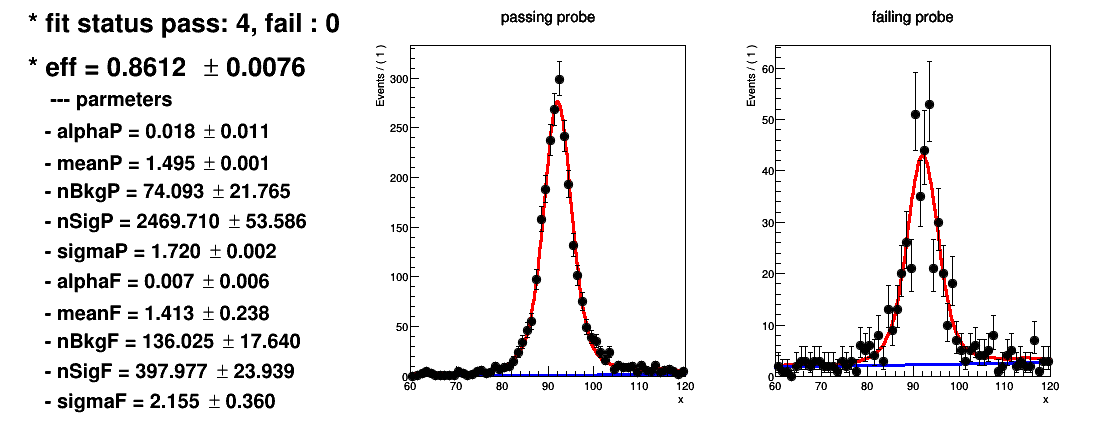 * fit status pass: 4, fail : 0
* eff = 0.8612 ± 0.0076
--- parmeters
- alphaP = 0.018 ± 0.011
- meanP = 1.495 ± 0.001
- nBkgP = 74.093 ± 21.765
- nSigP = 2469.710 ± 53.586
- sigmaP = 1.720 ± 0.002
- alphaF = 0.007 ± 0.006
- meanF = 1.413 ± 0.238
- nBkgF = 136.025 ± 17.640
- nSigF = 397.977 ± 23.939
- sigmaF = 2.155 ± 0.360
passing probe
Events / ( 1 )
300
250
200
150
100
50
0
60 70 80 90 100 110 120
x
failing probe
Events / ( 1 )
60
50
40
30
20
10
0
60 70 80 90 100 110 120
x